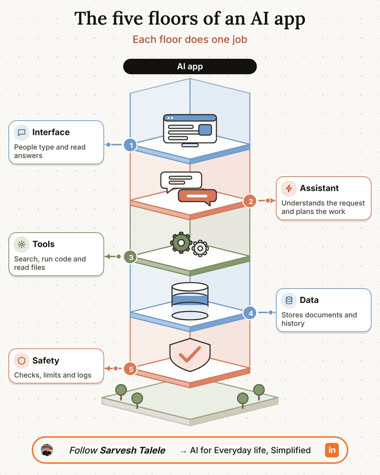 The five floors of an AI app
Each floor does one job
AI app
Interface
People type and read
answers
1
Assistant
Understands the request
and plans the work
2
Tools
Search, run code and
read files
3
Data
Stores documents and
history
4
Safety
Checks, limits and logs
5
Follow Sarvesh Talele → AI for Everyday life, Simplified
in